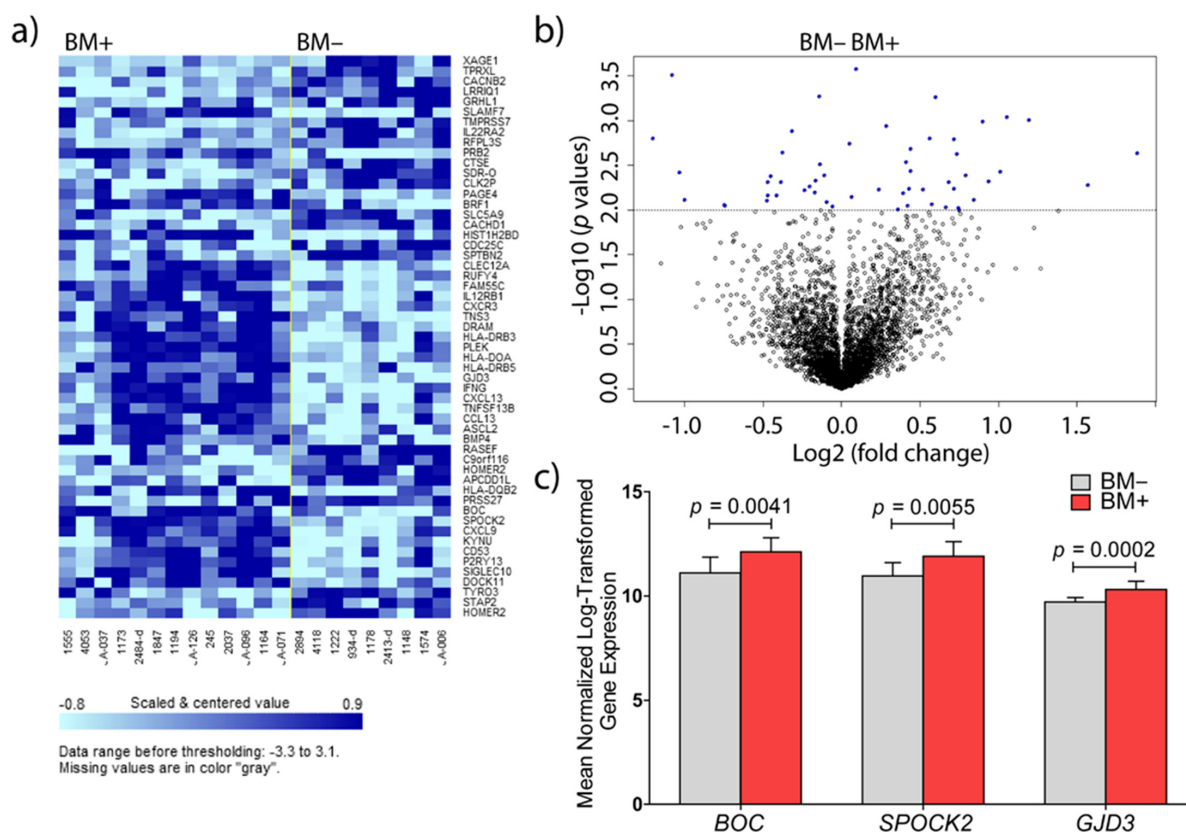 a)
BM+ BM–
XAGE1
TPRXL
CACNB2
LRRIQ1
GRHL1
SLAMF7
TMPRSS7
IL22RA2
RFPL3S
PRB2
CTSE
SDR-O
CLK2P
PAGE4
BRF1
SLC5A9
CACHD1
HIST1H2BD
CDC25C
SPTBN2
CLEC12A
RUFY4
FAM55C
IL12RB1
CXCR3
TNS3
DRAM
HLA-DRB3
PLEK
HLA-DOA
HLA-DRB5
GJD3
IFNG
CXCL13
TNFSF13B
CCL13
ASCL2
BMP4
RASEF
C9orf116
HOMER2
APCDD1L
HLA-DQB2
PRSS27
BOC
SPOCK2
CXCL9
KYNU
CD53
P2RY13
SIGLEC10
DOCK11
TYRO3
STAP2
HOMER2
1555 4053 A-037 1173 2484-d 1847 1194 A-126 245 2037 A-096 1164 A-071 2894 4118 1222 934-d 1178 2413-d 1148 1574 A-006
-0.8 Scaled & centered value 0.9
Data range before thresholding: -3.3 to 3.1.
Missing values are in color "gray".
b)
BM– BM+
-Log10 (p values)
3.5
3.0
2.5
2.0
1.5
1.0
0.5
0.0
-1.0 -0.5 0.0 0.5 1.0 1.5
Log2 (fold change)
c)
Mean Normalized Log-Transformed
Gene Expression
15
10
5
0
BM–
BM+
p = 0.0041
p = 0.0055
p = 0.0002
BOC SPOCK2 GJD3